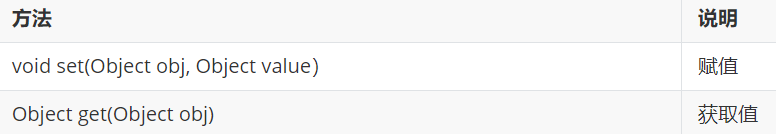 方法 说明
void set(Object obj, Object value） 赋值
Object get(Object obj) 获取值